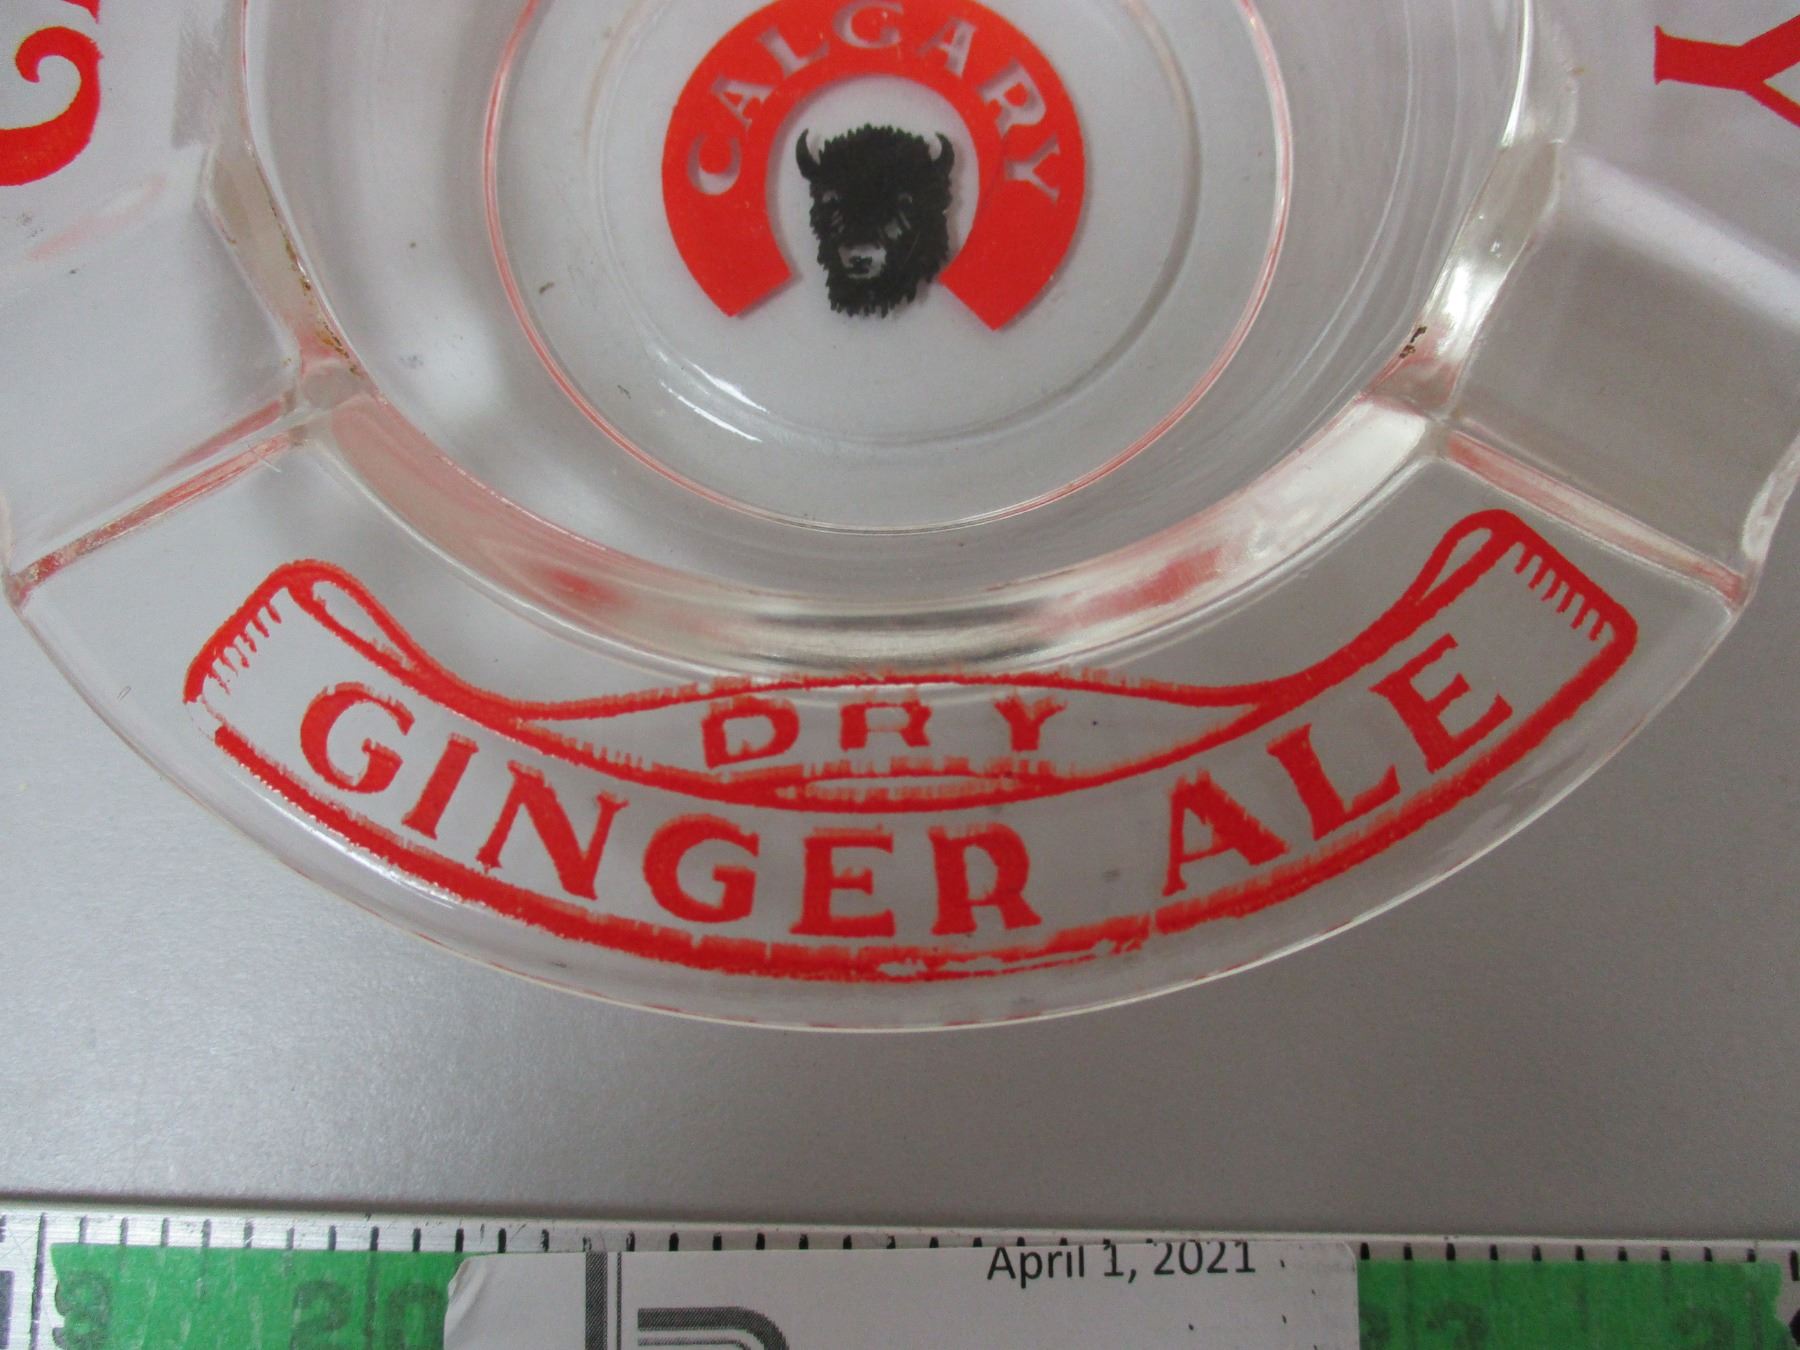 CALGARY
DRY
GINGER ALE
April 1, 2021